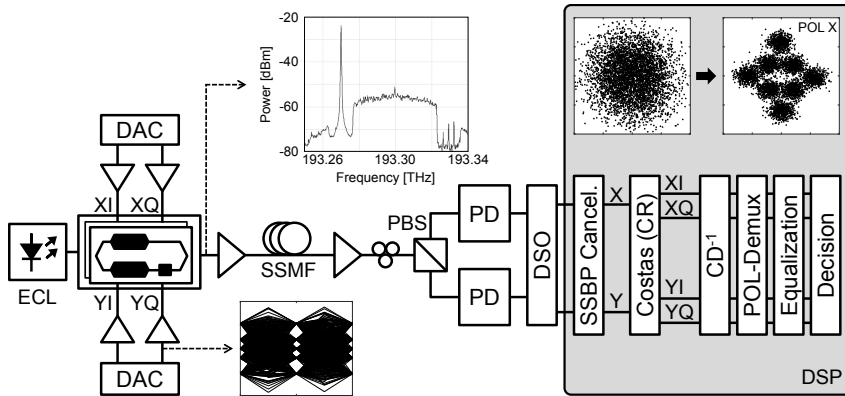 -20
-40
-60
-80
Power [dBm]
193.26
193.30
193.34
Frequency [THz]
POL X
DAC
XI
XQ
ECL
YI
YQ
DAC
SSMF
PBS
PD
PD
DSO
SSBP Cancel.
X
Y
Costas (CR)
XI
XQ
YI
YQ
CD⁻¹
POL-Demux
Equalization
Decision
DSP